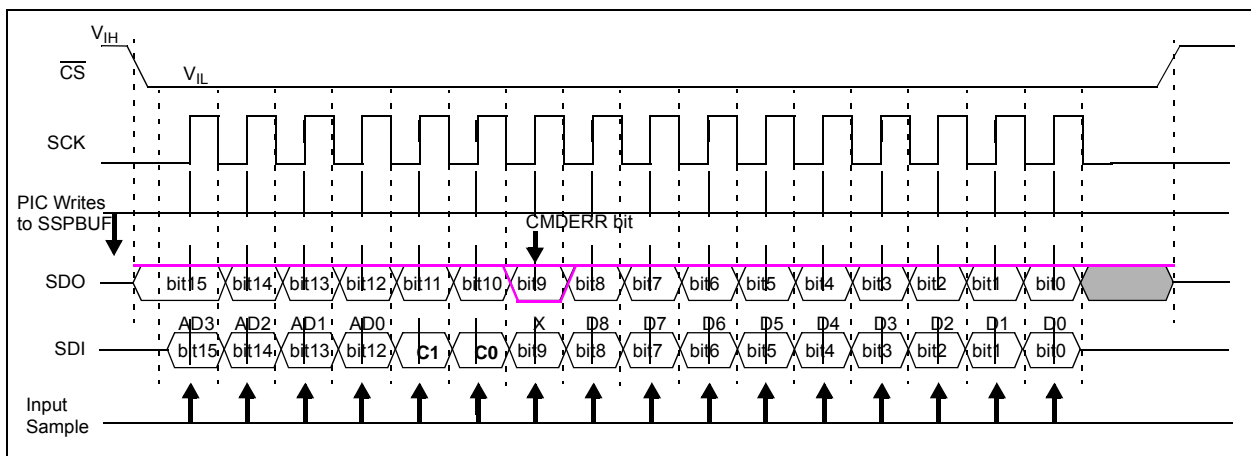 VIH
CS
VIL
SCK
PIC Writes
to SSPBUF
CMDERR bit
SDO bit15 bit14 bit13 bit12 bit11 bit10 bit9 bit8 bit7 bit6 bit5 bit4 bit3 bit2 bit1 bit0
AD3 AD2 AD1 AD0 X D8 D7 D6 D5 D4 D3 D2 D1 D0
SDI bit15 bit14 bit13 bit12 C1 C0 bit9 bit8 bit7 bit6 bit5 bit4 bit3 bit2 bit1 bit0
Input
Sample